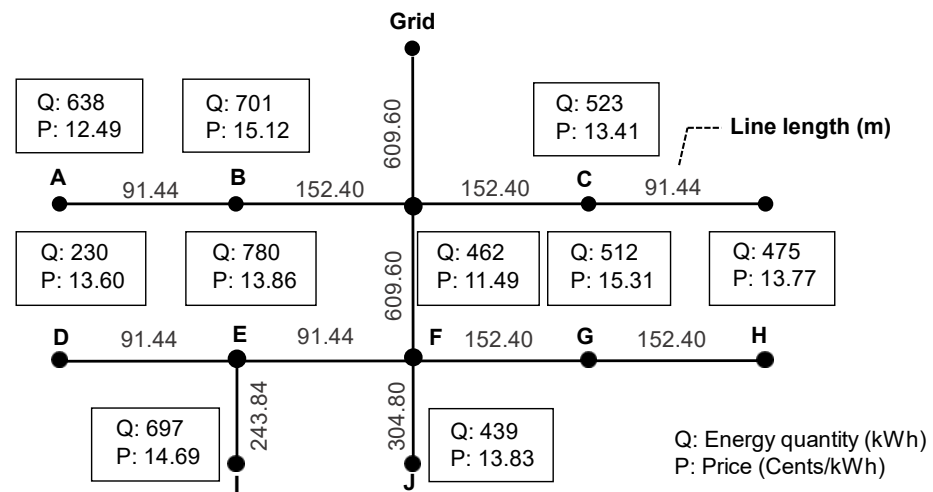 Grid
Q: 638
P: 12.49
Q: 701
P: 15.12
609.60
Q: 523
P: 13.41
Line length (m)
A
91.44
B
152.40
152.40
C
91.44
Q: 230
P: 13.60
Q: 780
P: 13.86
609.60
Q: 462
P: 11.49
Q: 512
P: 15.31
Q: 475
P: 13.77
D
91.44
E
91.44
F
152.40
G
152.40
H
Q: 697
P: 14.69
243.84
I
304.80
J
Q: 439
P: 13.83
Q: Energy quantity (kWh)
P: Price (Cents/kWh)